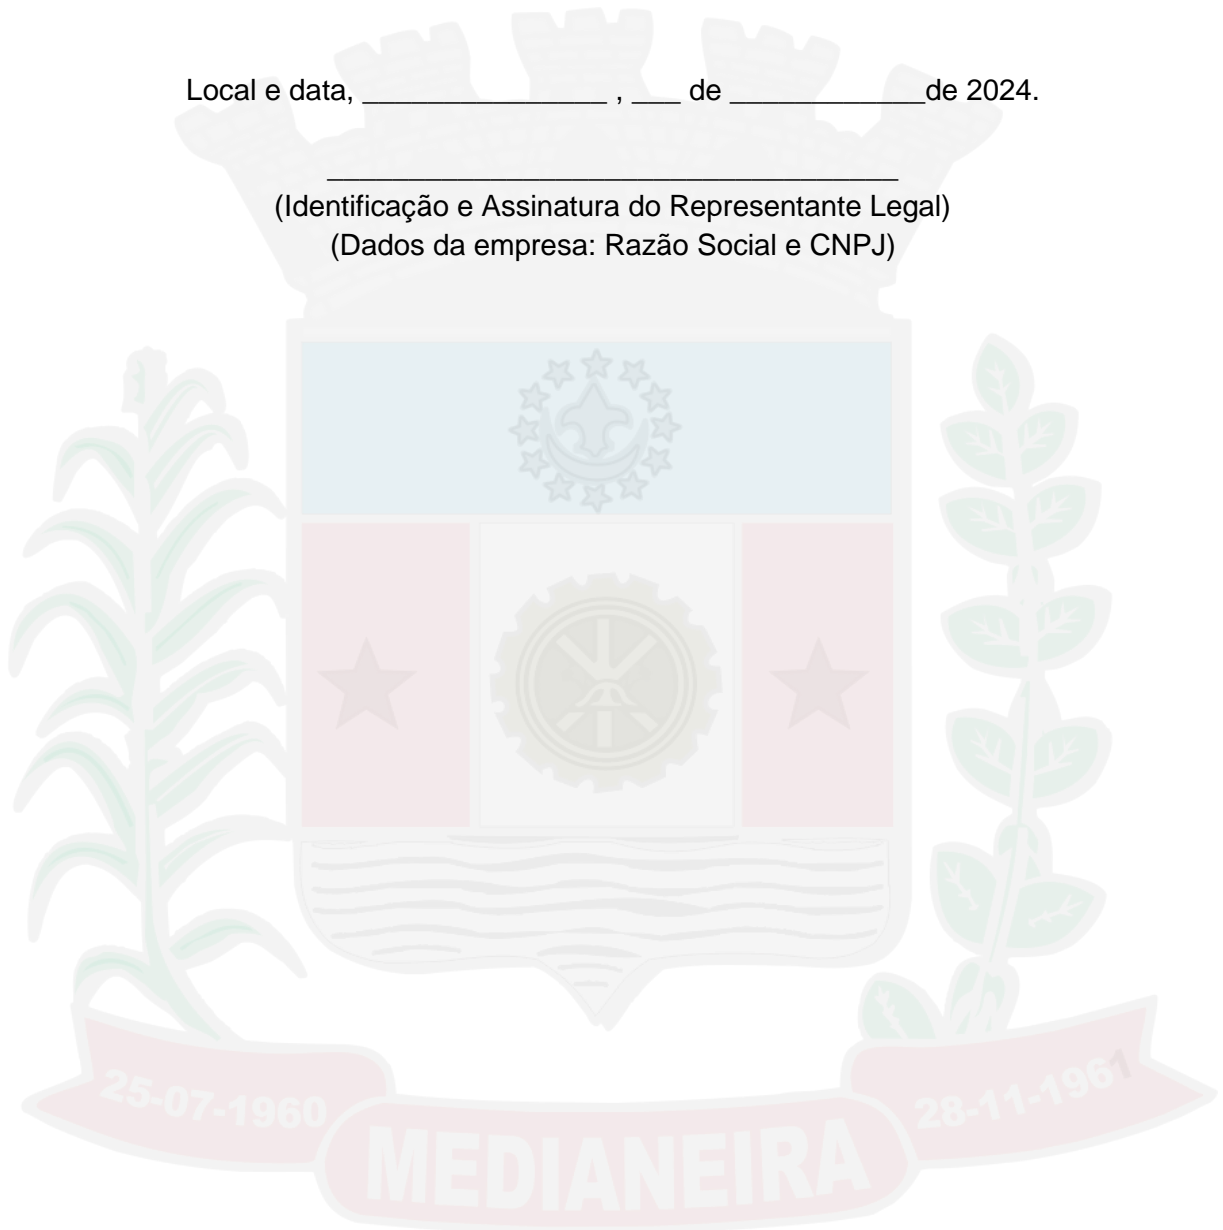 Local e data, _______________ , ___ de ____________de 2024.
___________________________________
(Identificação e Assinatura do Representante Legal)
(Dados da empresa: Razão Social e CNPJ)
25-07-1960
28-11-1961
MEDIANEIRA